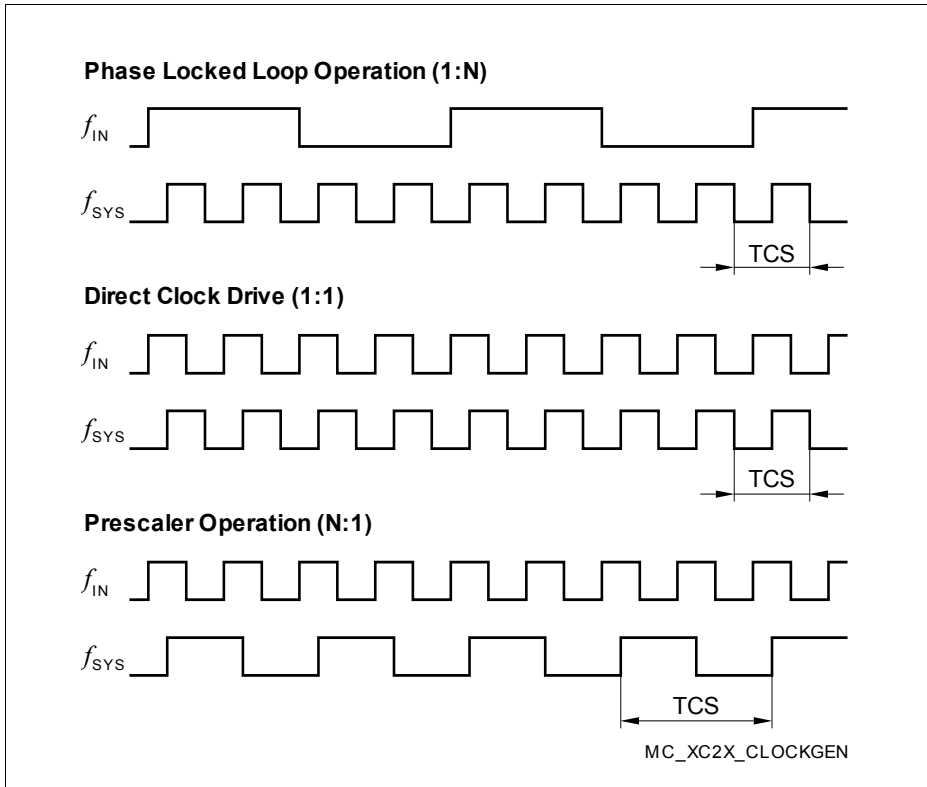 Phase Locked Loop Operation (1:N)
fIN
fSYS
TCS
Direct Clock Drive (1:1)
fIN
fSYS
TCS
Prescaler Operation (N:1)
fIN
fSYS
TCS
MC_XC2X_CLOCKGEN